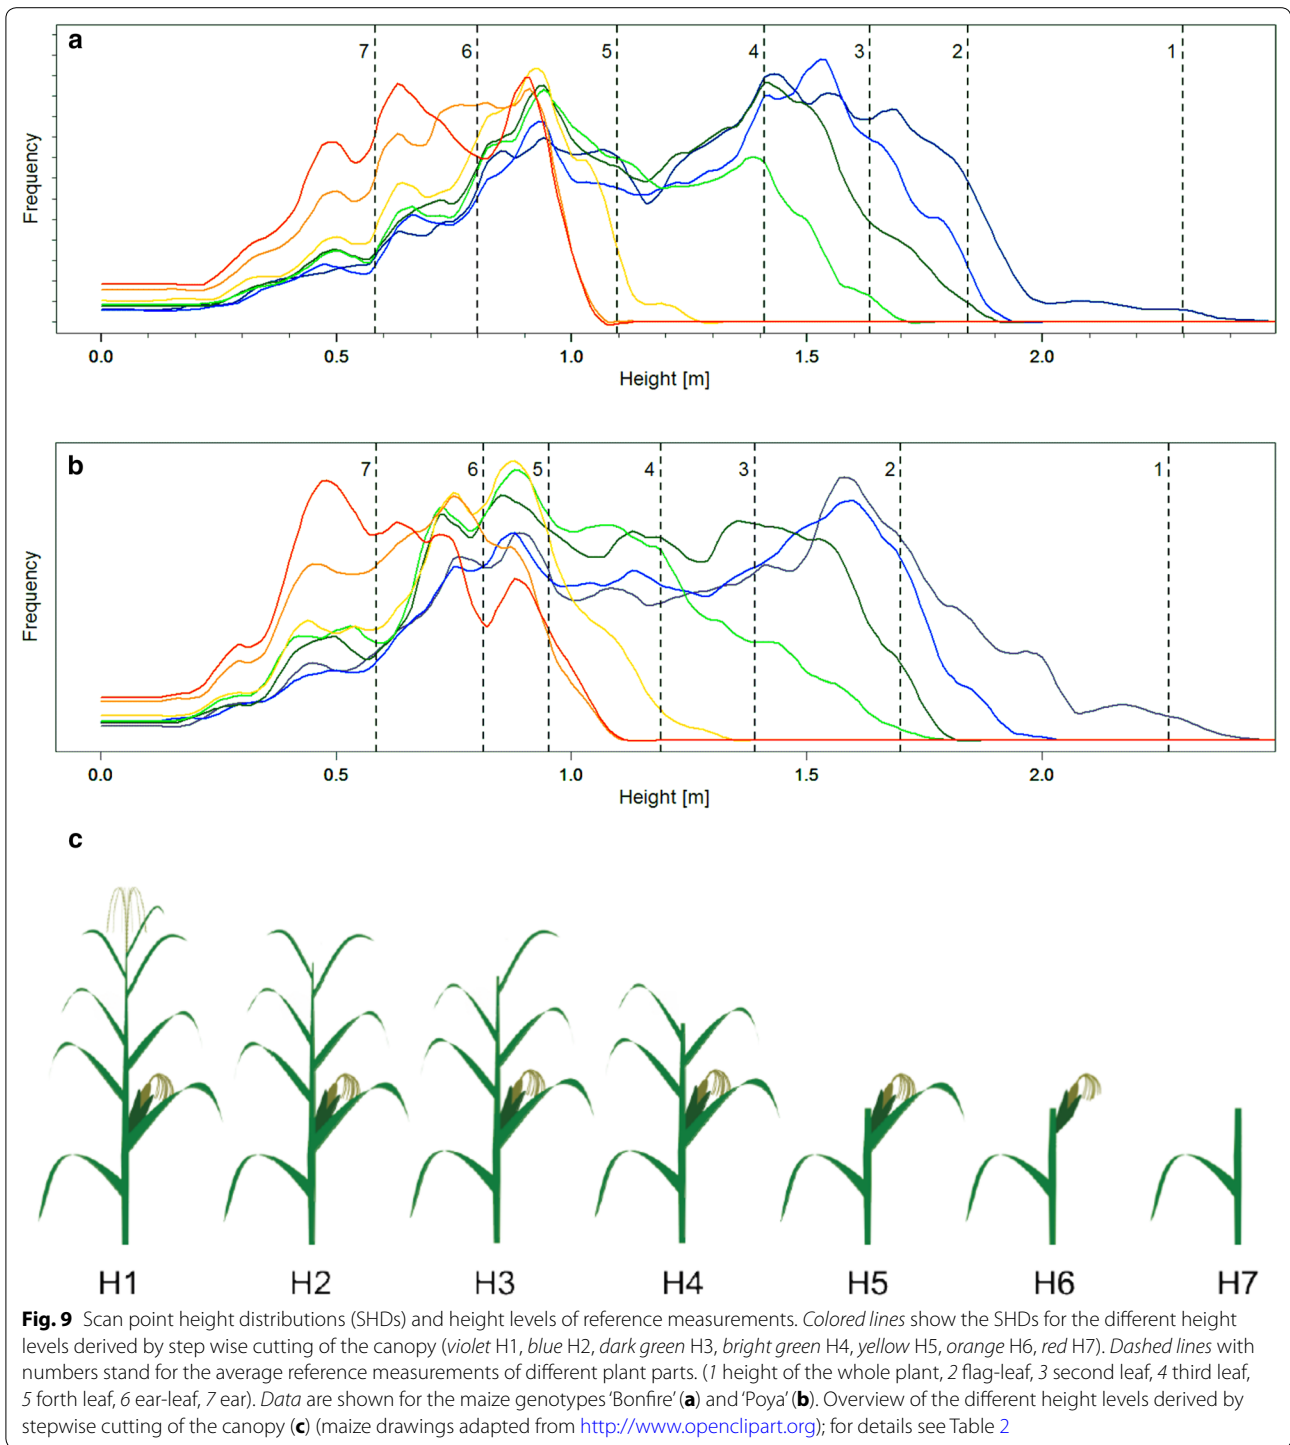 a
7 6 5 4 3 2 1
Frequency
0.0 0.5 1.0 1.5 2.0
Height [m]
b
7 6 5 4 3 2 1
Frequency
0.0 0.5 1.0 1.5 2.0
Height [m]
c
H1 H2 H3 H4 H5 H6 H7
Fig. 9 Scan point height distributions (SHDs) and height levels of reference measurements. Colored lines show the SHDs for the different height
levels derived by step wise cutting of the canopy (violet H1, blue H2, dark green H3, bright green H4, yellow H5, orange H6, red H7). Dashed lines with
numbers stand for the average reference measurements of different plant parts. (1 height of the whole plant, 2 flag-leaf, 3 second leaf, 4 third leaf,
5 forth leaf, 6 ear-leaf, 7 ear). Data are shown for the maize genotypes ‘Bonfire’ (a) and ‘Poya’ (b). Overview of the different height levels derived by
stepwise cutting of the canopy (c) (maize drawings adapted from http://www.openclipart.org); for details see Table 2